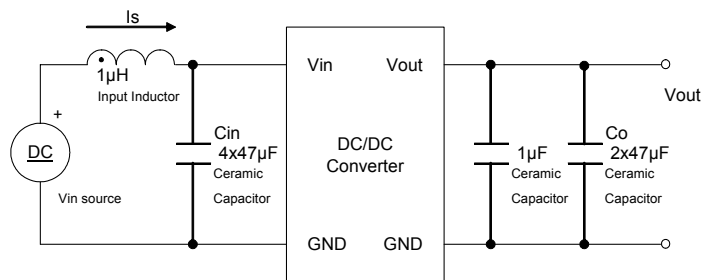 Is
1µH
Input Inductor
+
DC
Vin source
Cin
4x47µF
Ceramic
Capacitor
Vin
Vout
DC/DC
Converter
GND
GND
1µF
Ceramic
Capacitor
Co
2x47µF
Ceramic
Capacitor
Vout